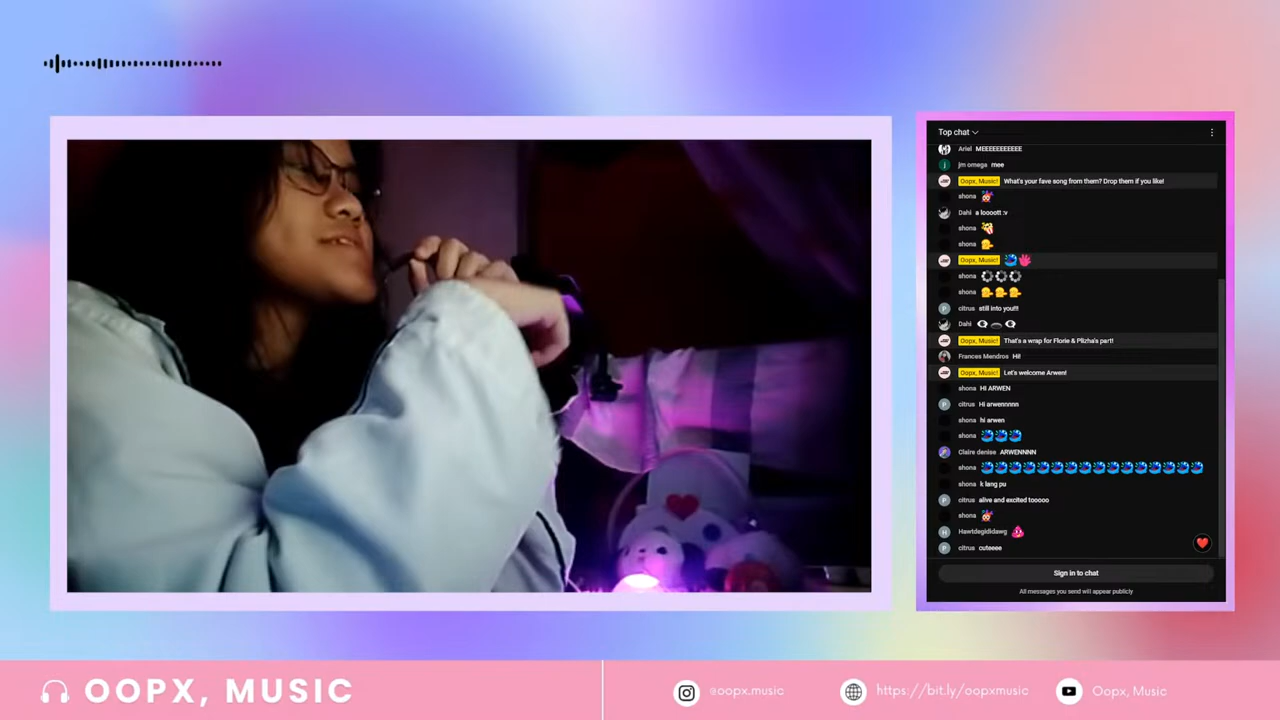 Top chat
Ariel MEEEEEEEEEEE
jm omega mee
Oopx, Music! What's your fave song from them? Drop them if you like!
shona
Dahi a looott :v
shona
shona
Oopx, Music!
shona
shona
citrus still into you!!!
Dahi
Oopx, Music! That's a wrap for Florie & Plizha's part!
Frances Mendros Hi!
Oopx, Music! Let's welcome Arwen!
shona HI ARWEN
citrus Hi arwennnnn
shona hi arwen
shona
Claire denise ARWENNNN
shona
shona k lang pu
citrus alive and excited tooooo
shona
Hawtdegididawg
citrus cuteeee
Sign in to chat
All messages you send will appear publicly
OOPX, MUSIC
@oopx.music
https://bit.ly/oopxmusic
Oopx, Music